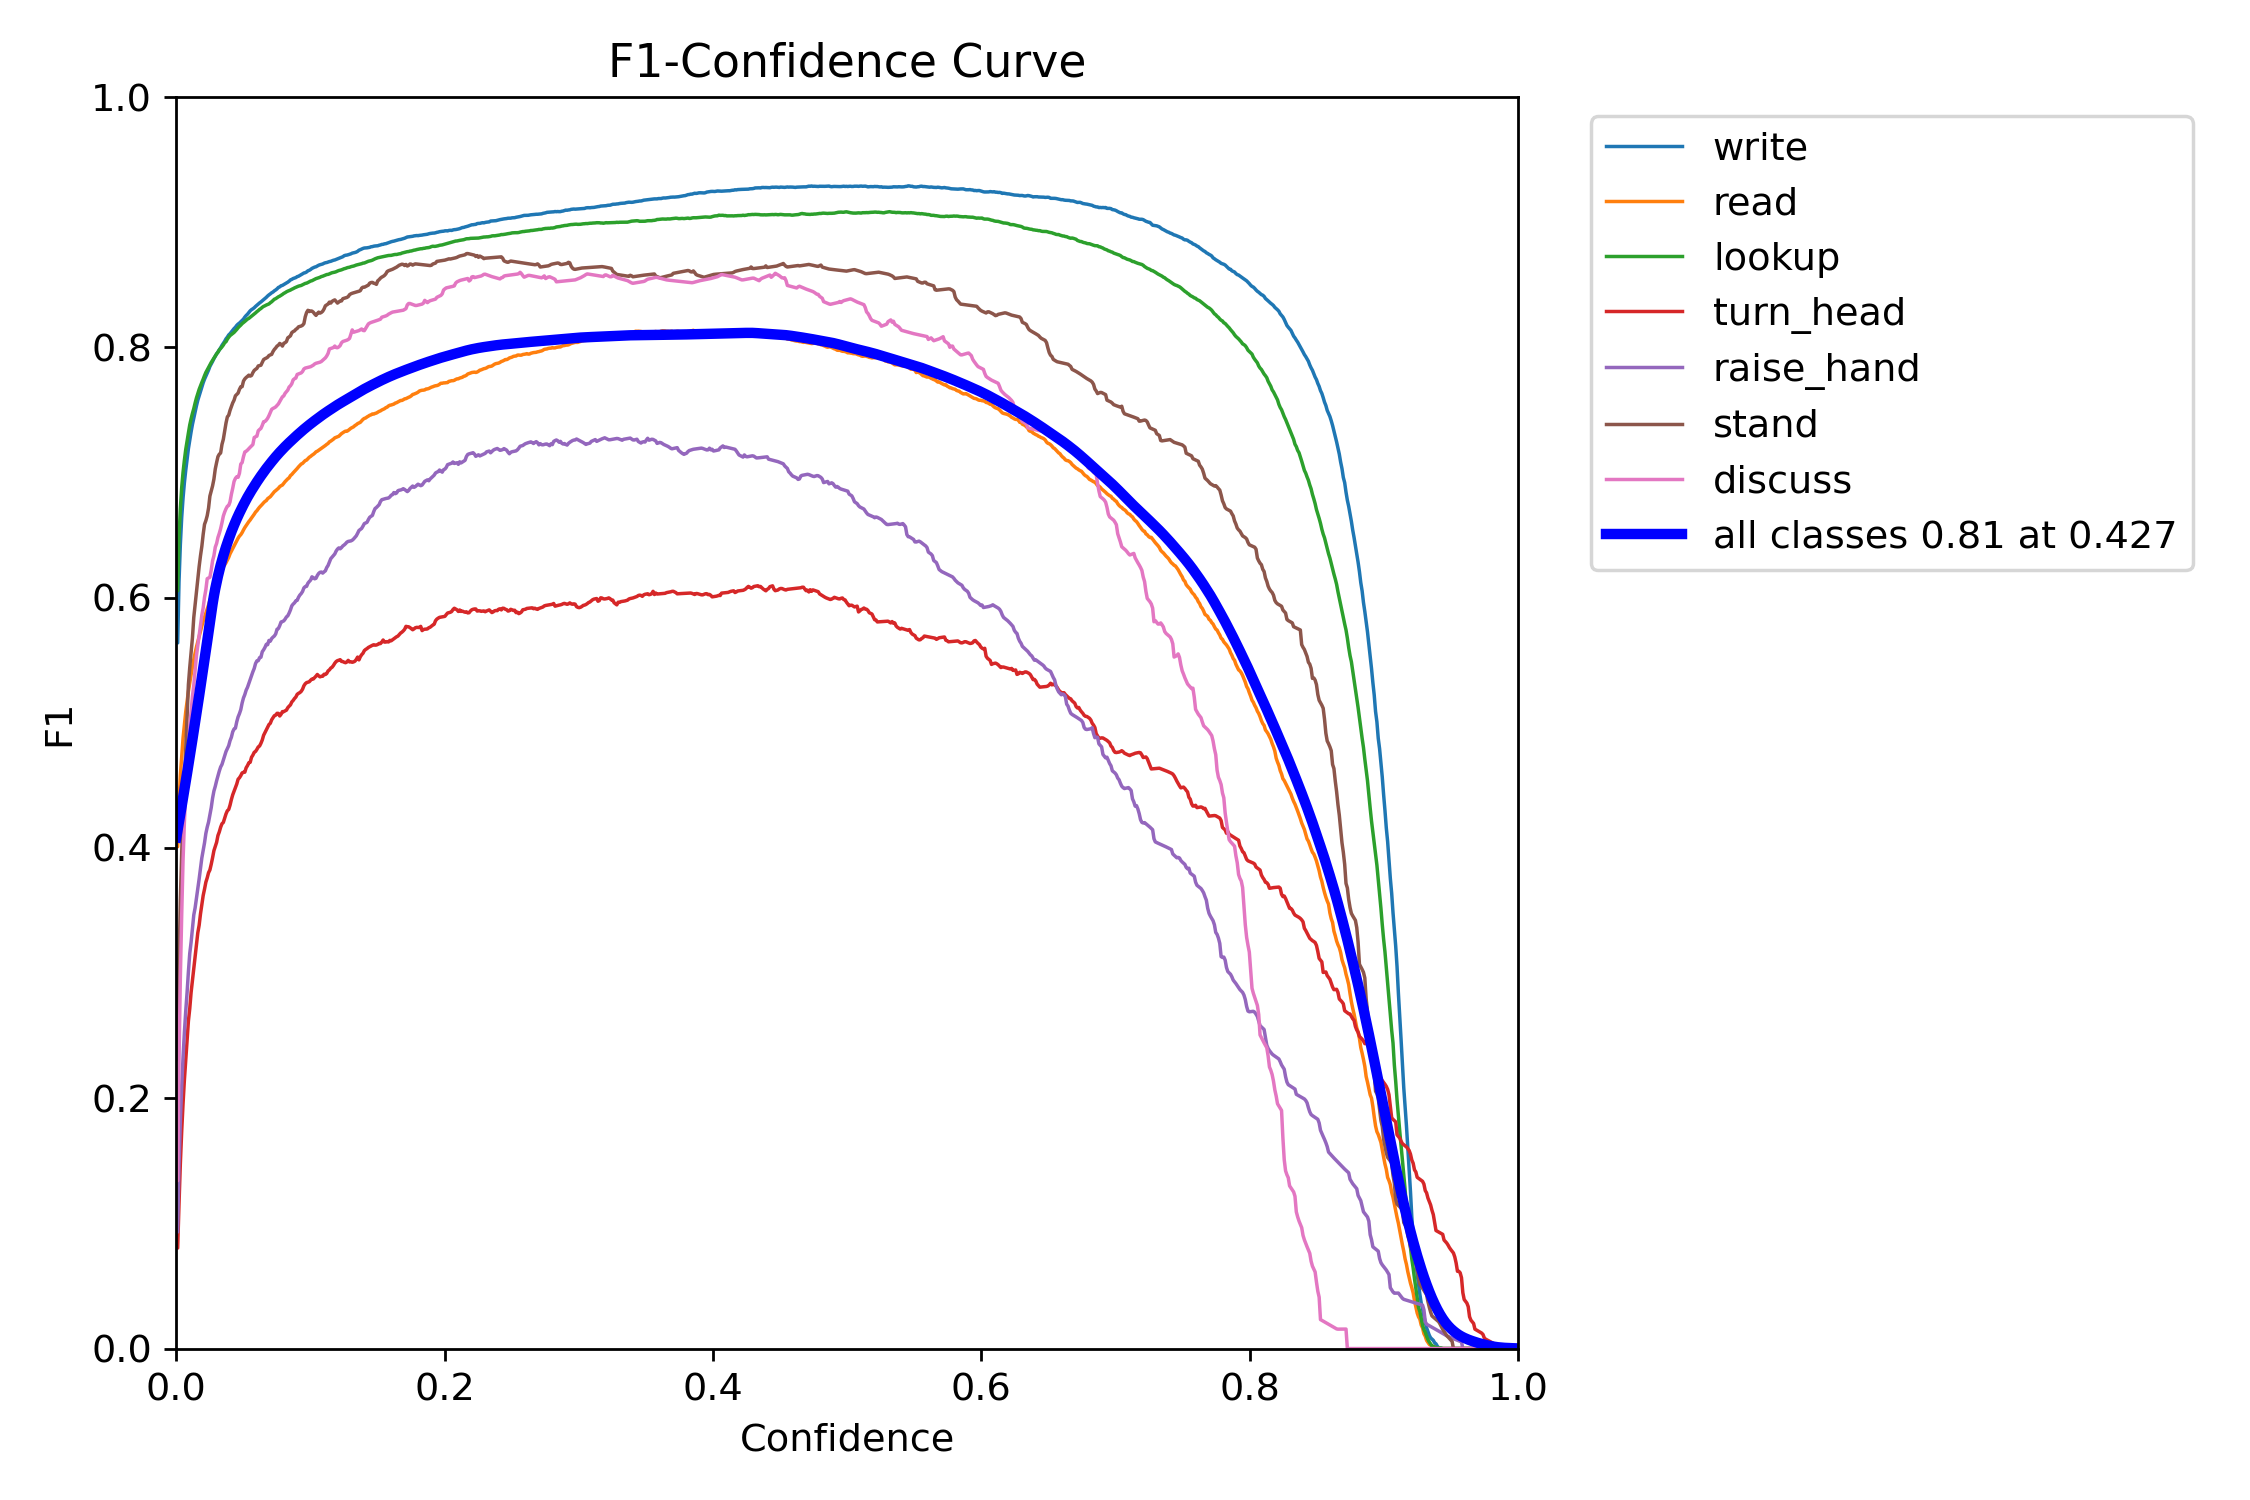 F1-Confidence Curve
1.0
0.8
0.6
0.4
0.2
0.0
F1
0.0 0.2 0.4 0.6 0.8 1.0
Confidence
write
read
lookup
turn_head
raise_hand
stand
discuss
all classes 0.81 at 0.427